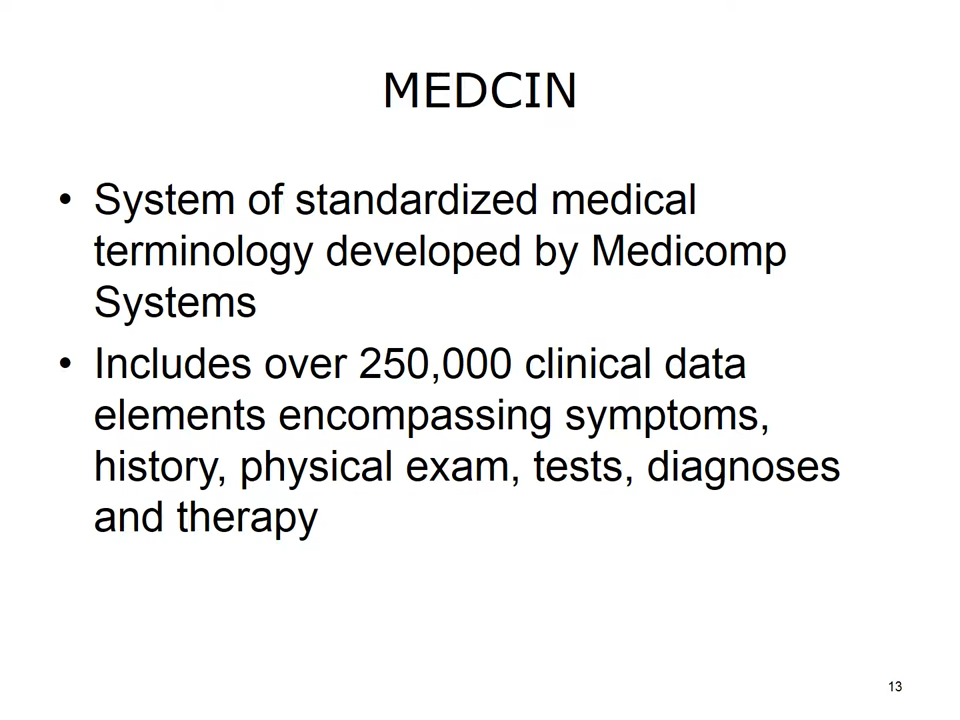 MEDCIN
• System of standardized medical
terminology developed by Medicomp
Systems
• Includes over 250,000 clinical data
elements encompassing symptoms,
history, physical exam, tests, diagnoses
and therapy
13